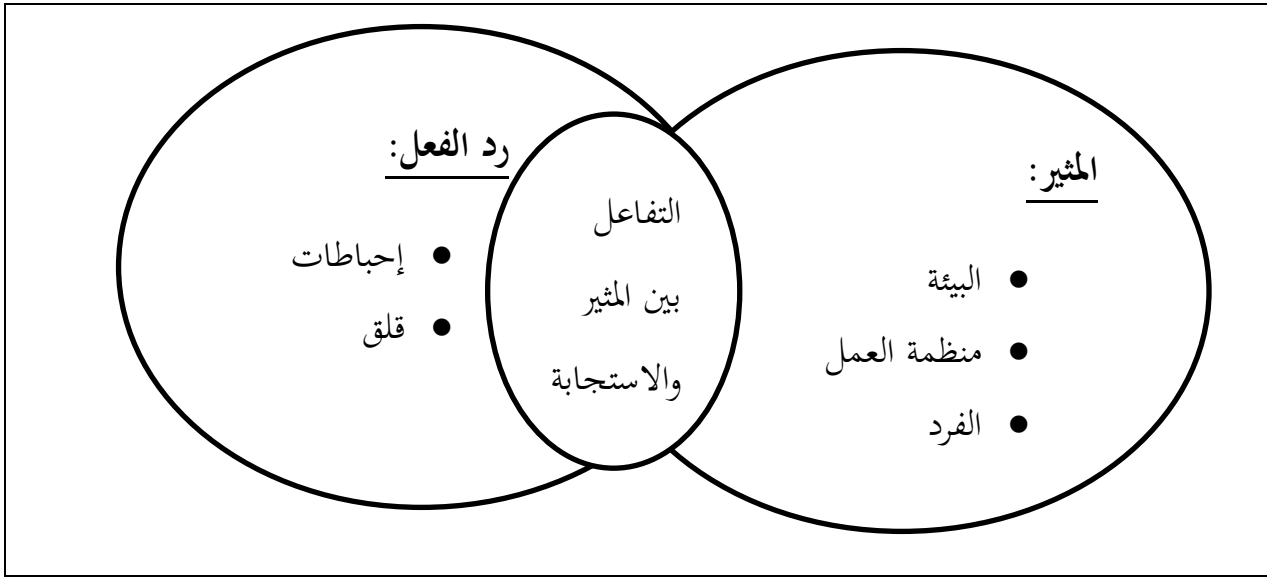 المثير:
● البيئة
● منظمة العمل
● الفرد
التفاعل
بين المثير
والاستجابة
رد الفعل:
● إحباطات
● قلق